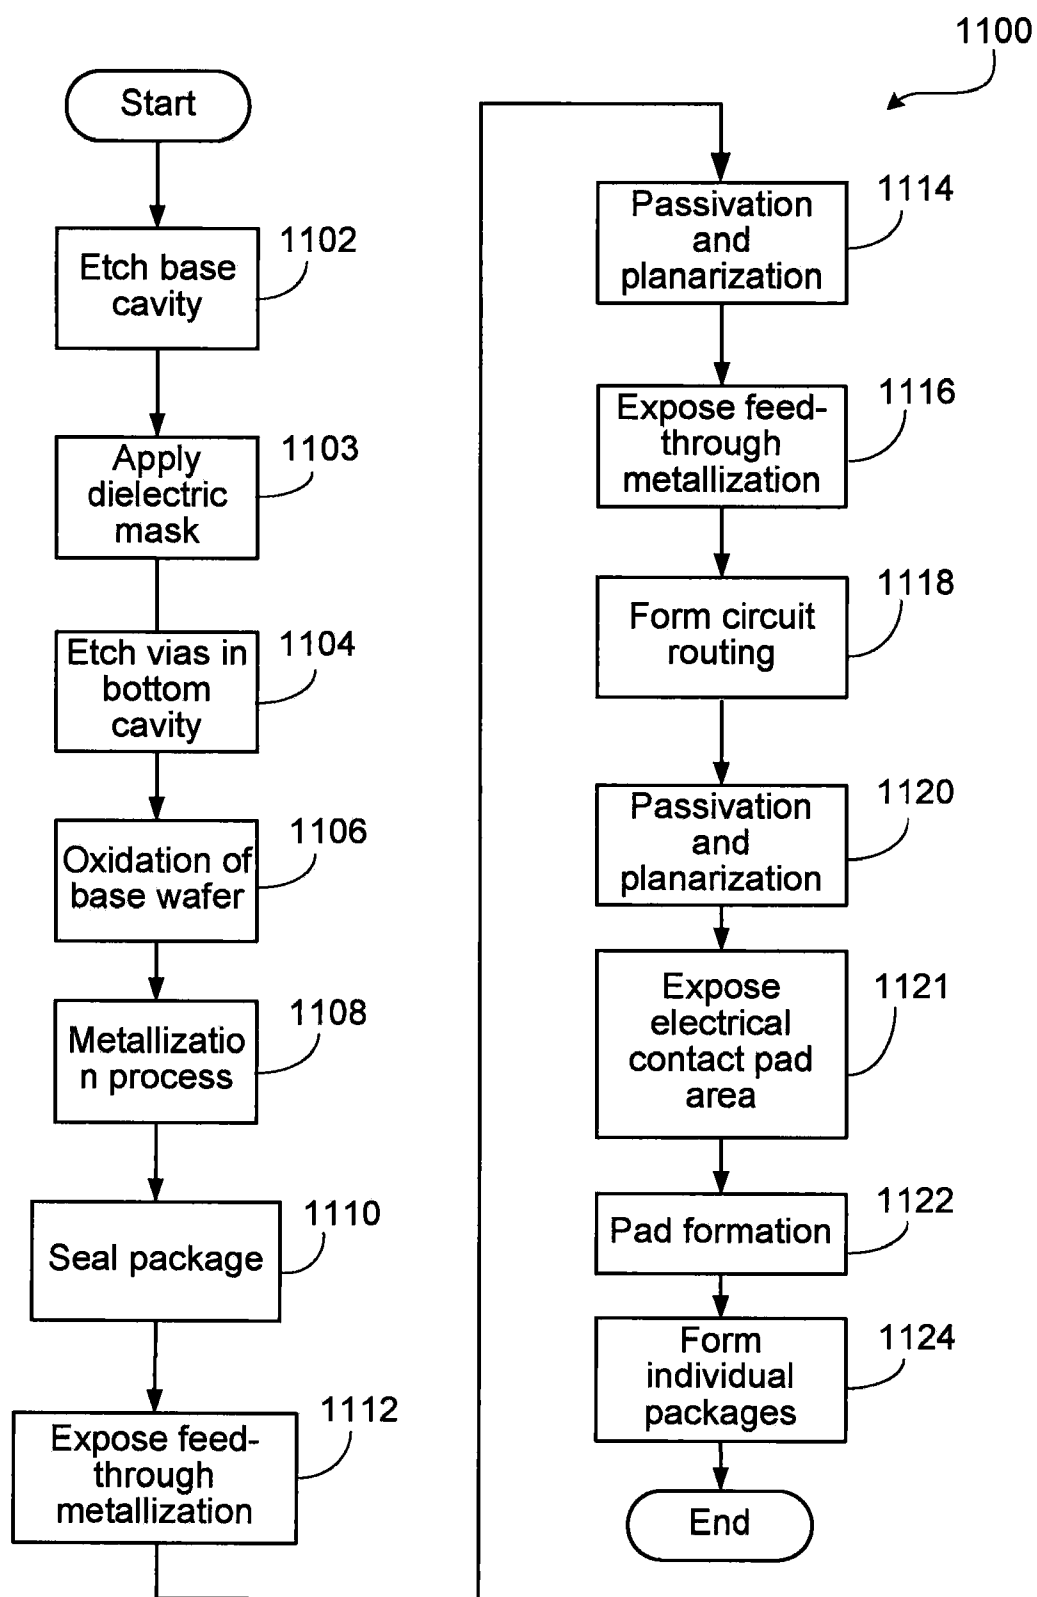 1100
Start
1102
Etch base
cavity
1103
Apply
dielectric
mask
1104
Etch vias in
bottom
cavity
1106
Oxidation of
base wafer
1108
Metallizatio
n process
1110
Seal package
1112
Expose feed-
through
metallization
1114
Passivation
and
planarization
1116
Expose feed-
through
metallization
1118
Form circuit
routing
1120
Passivation
and
planarization
1121
Expose
electrical
contact pad
area
1122
Pad formation
1124
Form
individual
packages
End